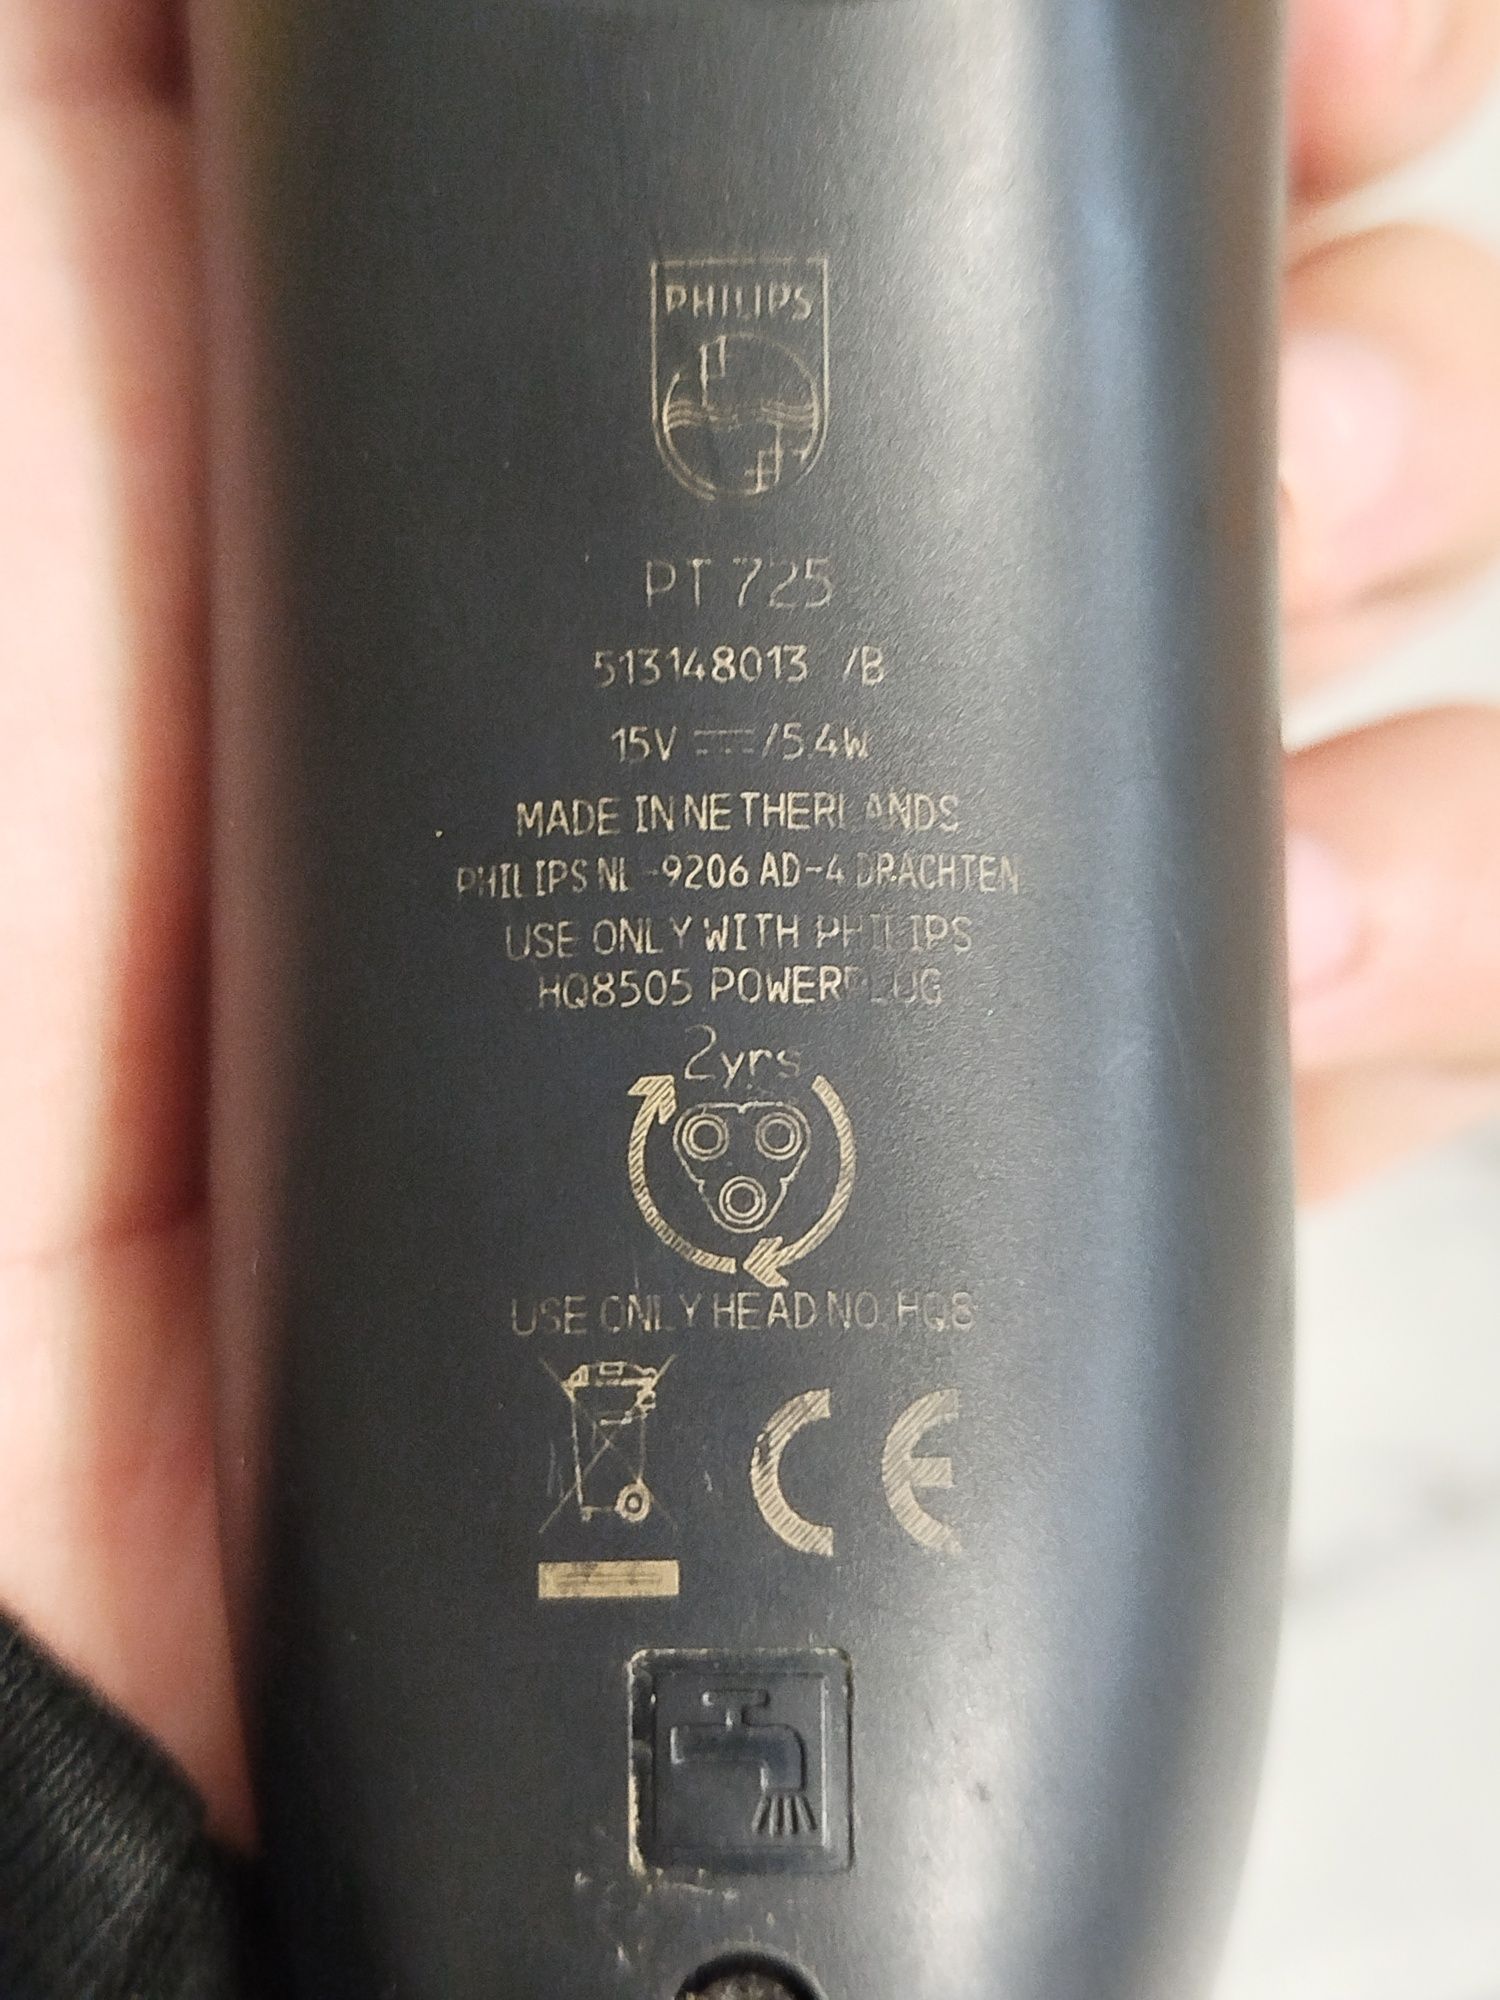 PHILIPS
PT 725
513148013 /B
15V ⎓/5.4W
MADE IN NETHERLANDS
PHILIPS NL-9206 AD-4 DRACHTEN
USE ONLY WITH PHILIPS
HQ8505 POWERPLUG
2yrs
USE ONLY HEAD NO. HQ8
CE